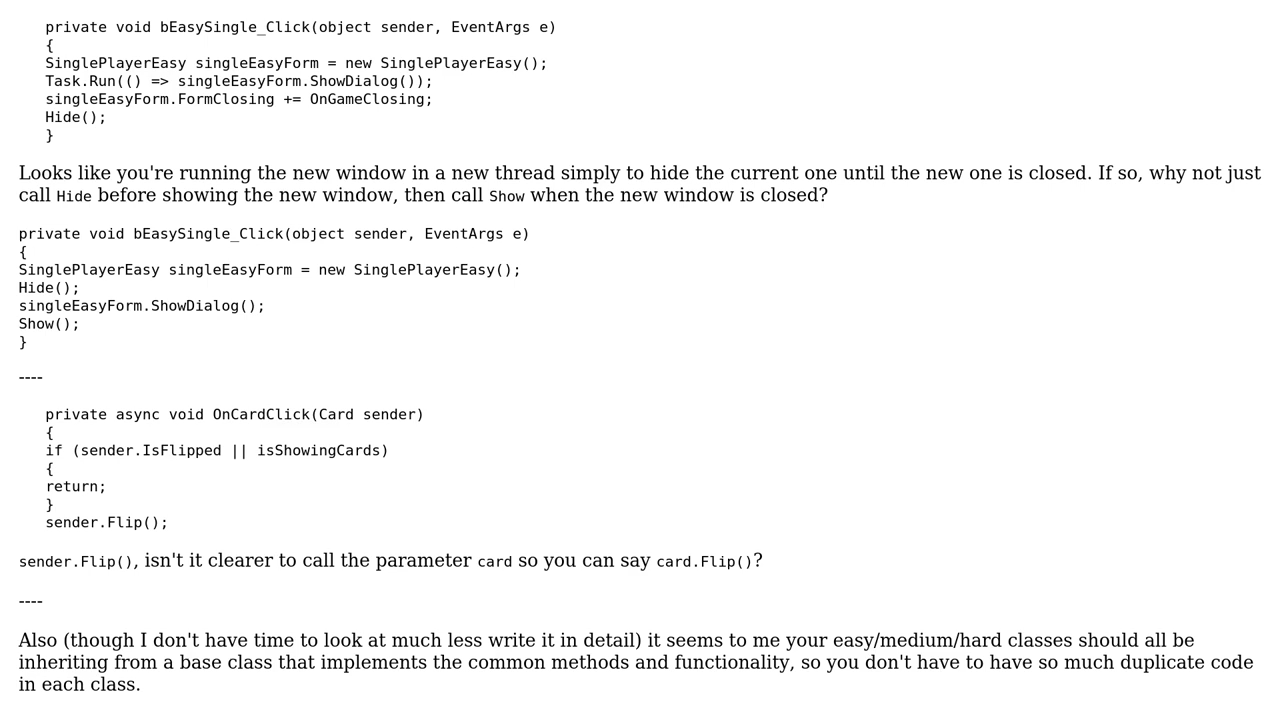 private void bEasySingle_Click(object sender, EventArgs e)
{
SinglePlayerEasy singleEasyForm = new SinglePlayerEasy();
Task.Run(() => singleEasyForm.ShowDialog());
singleEasyForm.FormClosing += OnGameClosing;
Hide();
}
Looks like you're running the new window in a new thread simply to hide the current one until the new one is closed. If so, why not just
call Hide before showing the new window, then call Show when the new window is closed?
private void bEasySingle_Click(object sender, EventArgs e)
{
SinglePlayerEasy singleEasyForm = new SinglePlayerEasy();
Hide();
singleEasyForm.ShowDialog();
Show();
}
----
private async void OnCardClick(Card sender)
{
if (sender.IsFlipped || isShowingCards)
{
return;
}
sender.Flip();
sender.Flip(), isn't it clearer to call the parameter card so you can say card.Flip()?
----
Also (though I don't have time to look at much less write it in detail) it seems to me your easy/medium/hard classes should all be
inheriting from a base class that implements the common methods and functionality, so you don't have to have so much duplicate code
in each class.